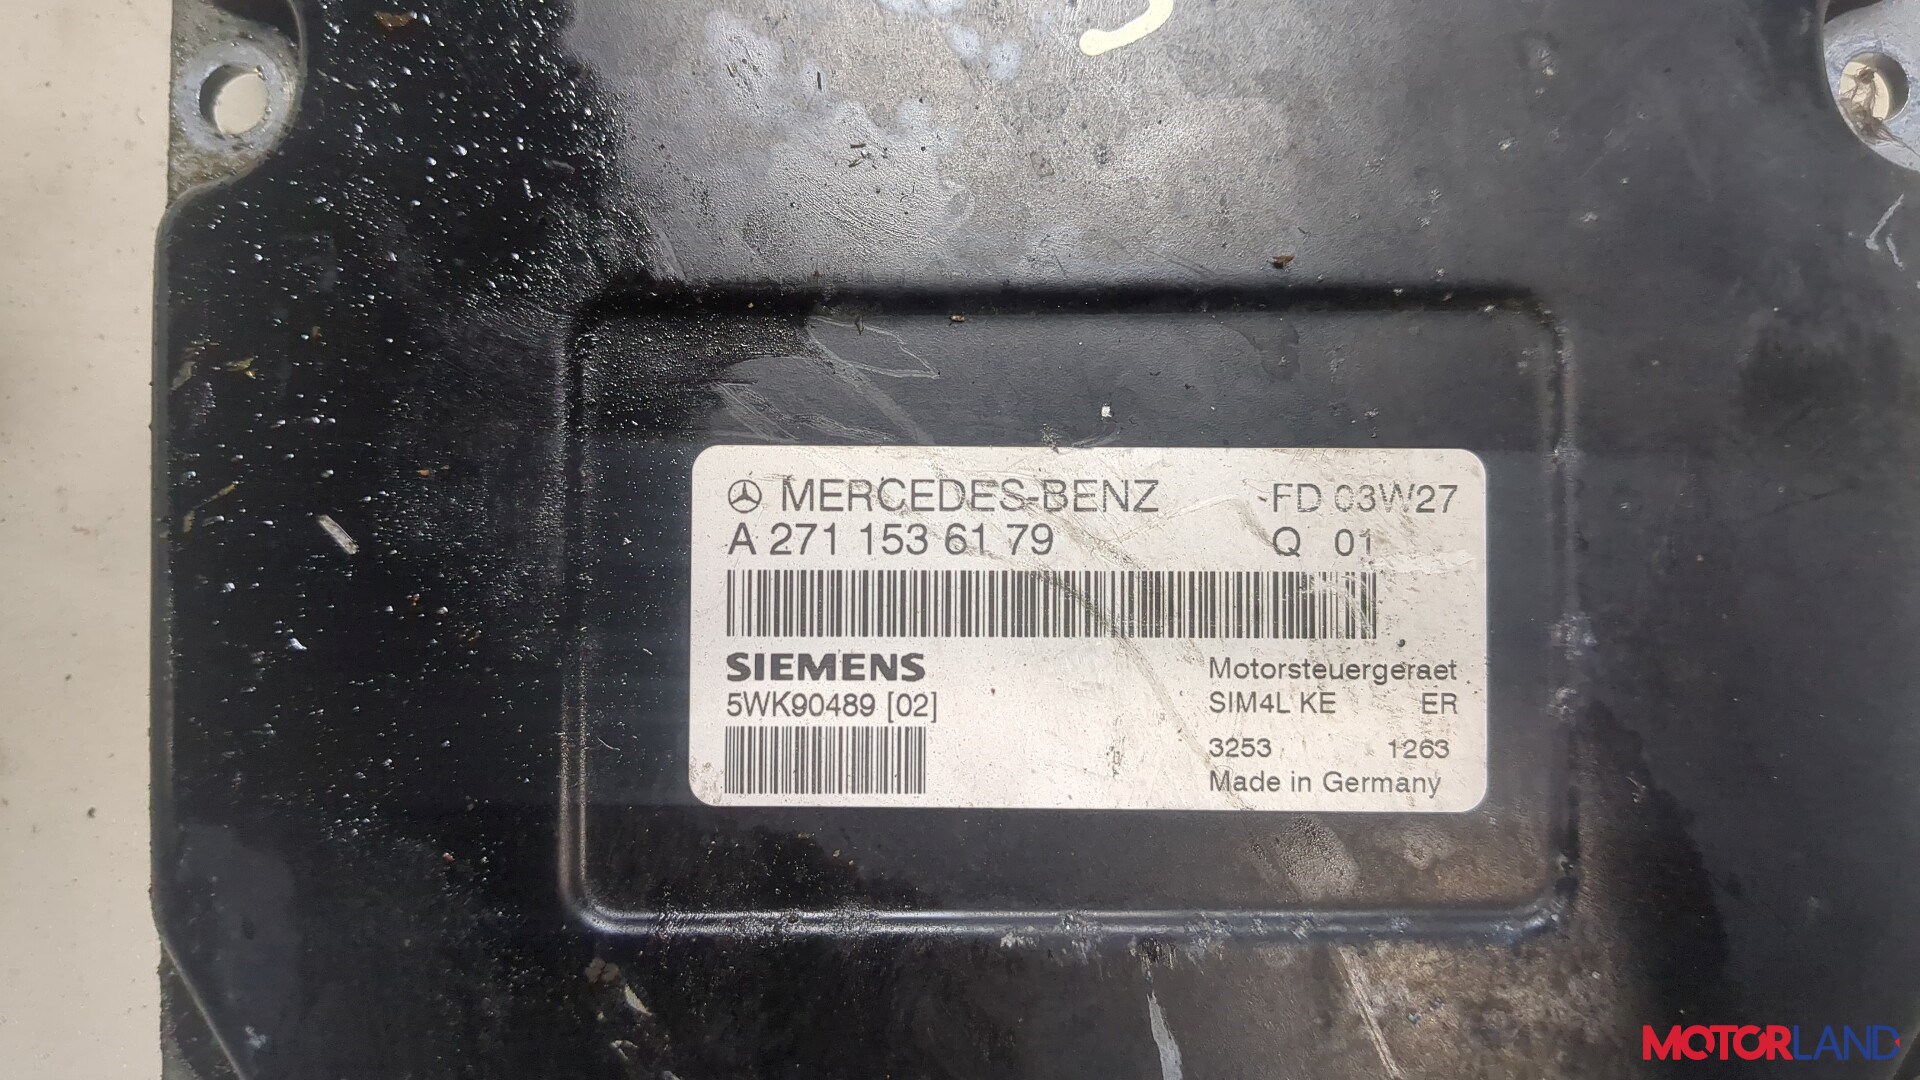 MERCEDES-BENZ FD 03W27
A 271 153 61 79 Q 01
SIEMENS Motorsteuergeraet
5WK90489 [02] SIM4L KE ER
3253 1263
Made in Germany
MOTORLAND